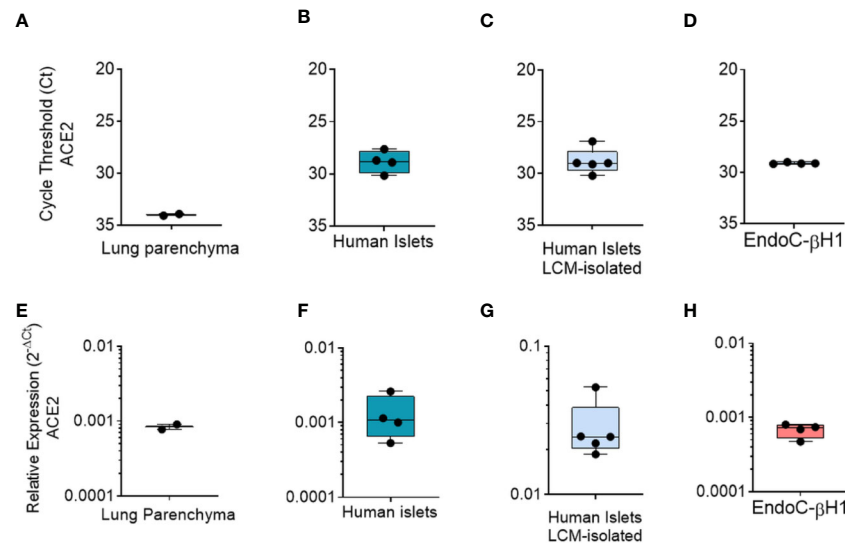 A
B
C
D
Cycle Threshold (Ct)
ACE2
20
25
30
35
Lung parenchyma
20
25
30
35
Human Islets
20
25
30
35
Human Islets
LCM-isolated
20
25
30
35
EndoC-βH1
E
F
G
H
Relative Expression (2^-ΔCt)
ACE2
0.01
0.001
0.0001
Lung Parenchyma
0.01
0.001
0.0001
Human islets
0.1
0.01
Human Islets
LCM-isolated
0.01
0.001
0.0001
EndoC-βH1